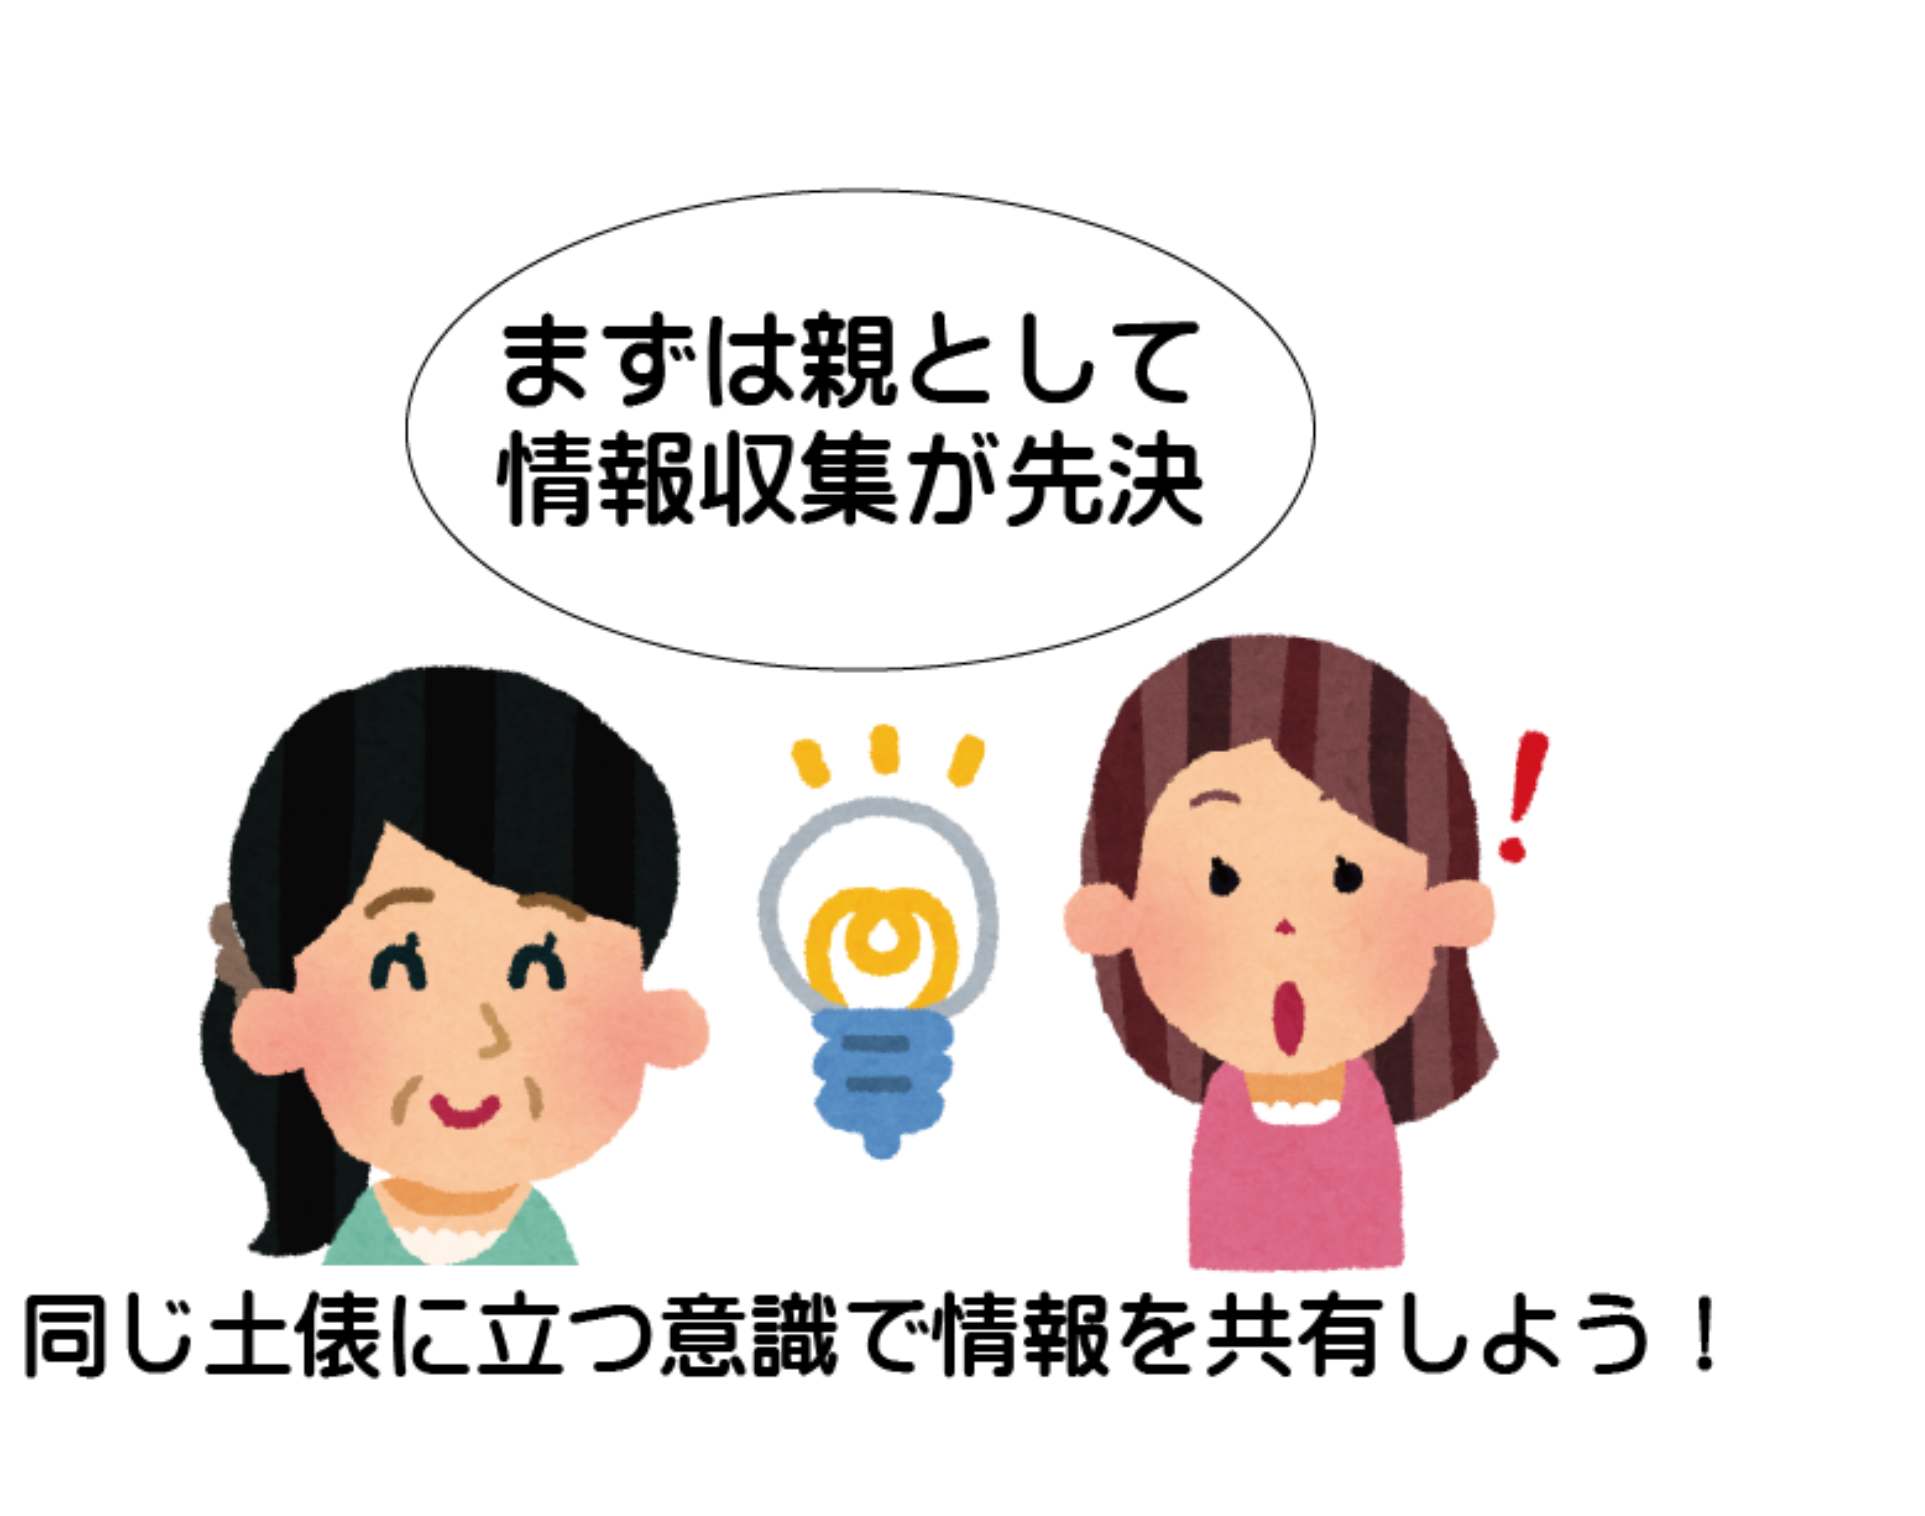 まずは親として
情報収集が先決
同じ土俵に立つ意識で情報を共有しよう！